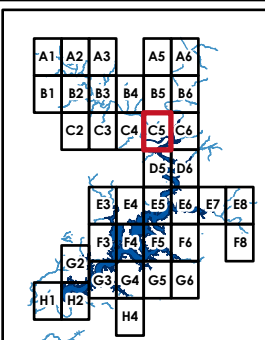 A1 A2 A3 A5 A6
B1 B2 B3 B4 B5 B6
C2 C3 C4 C5 C6
D5 D6
E3 E4 E5 E6 E7 E8
F3 F4 F5 F6 F8
G2
G3 G4 G5 G6
H1 H2
H4